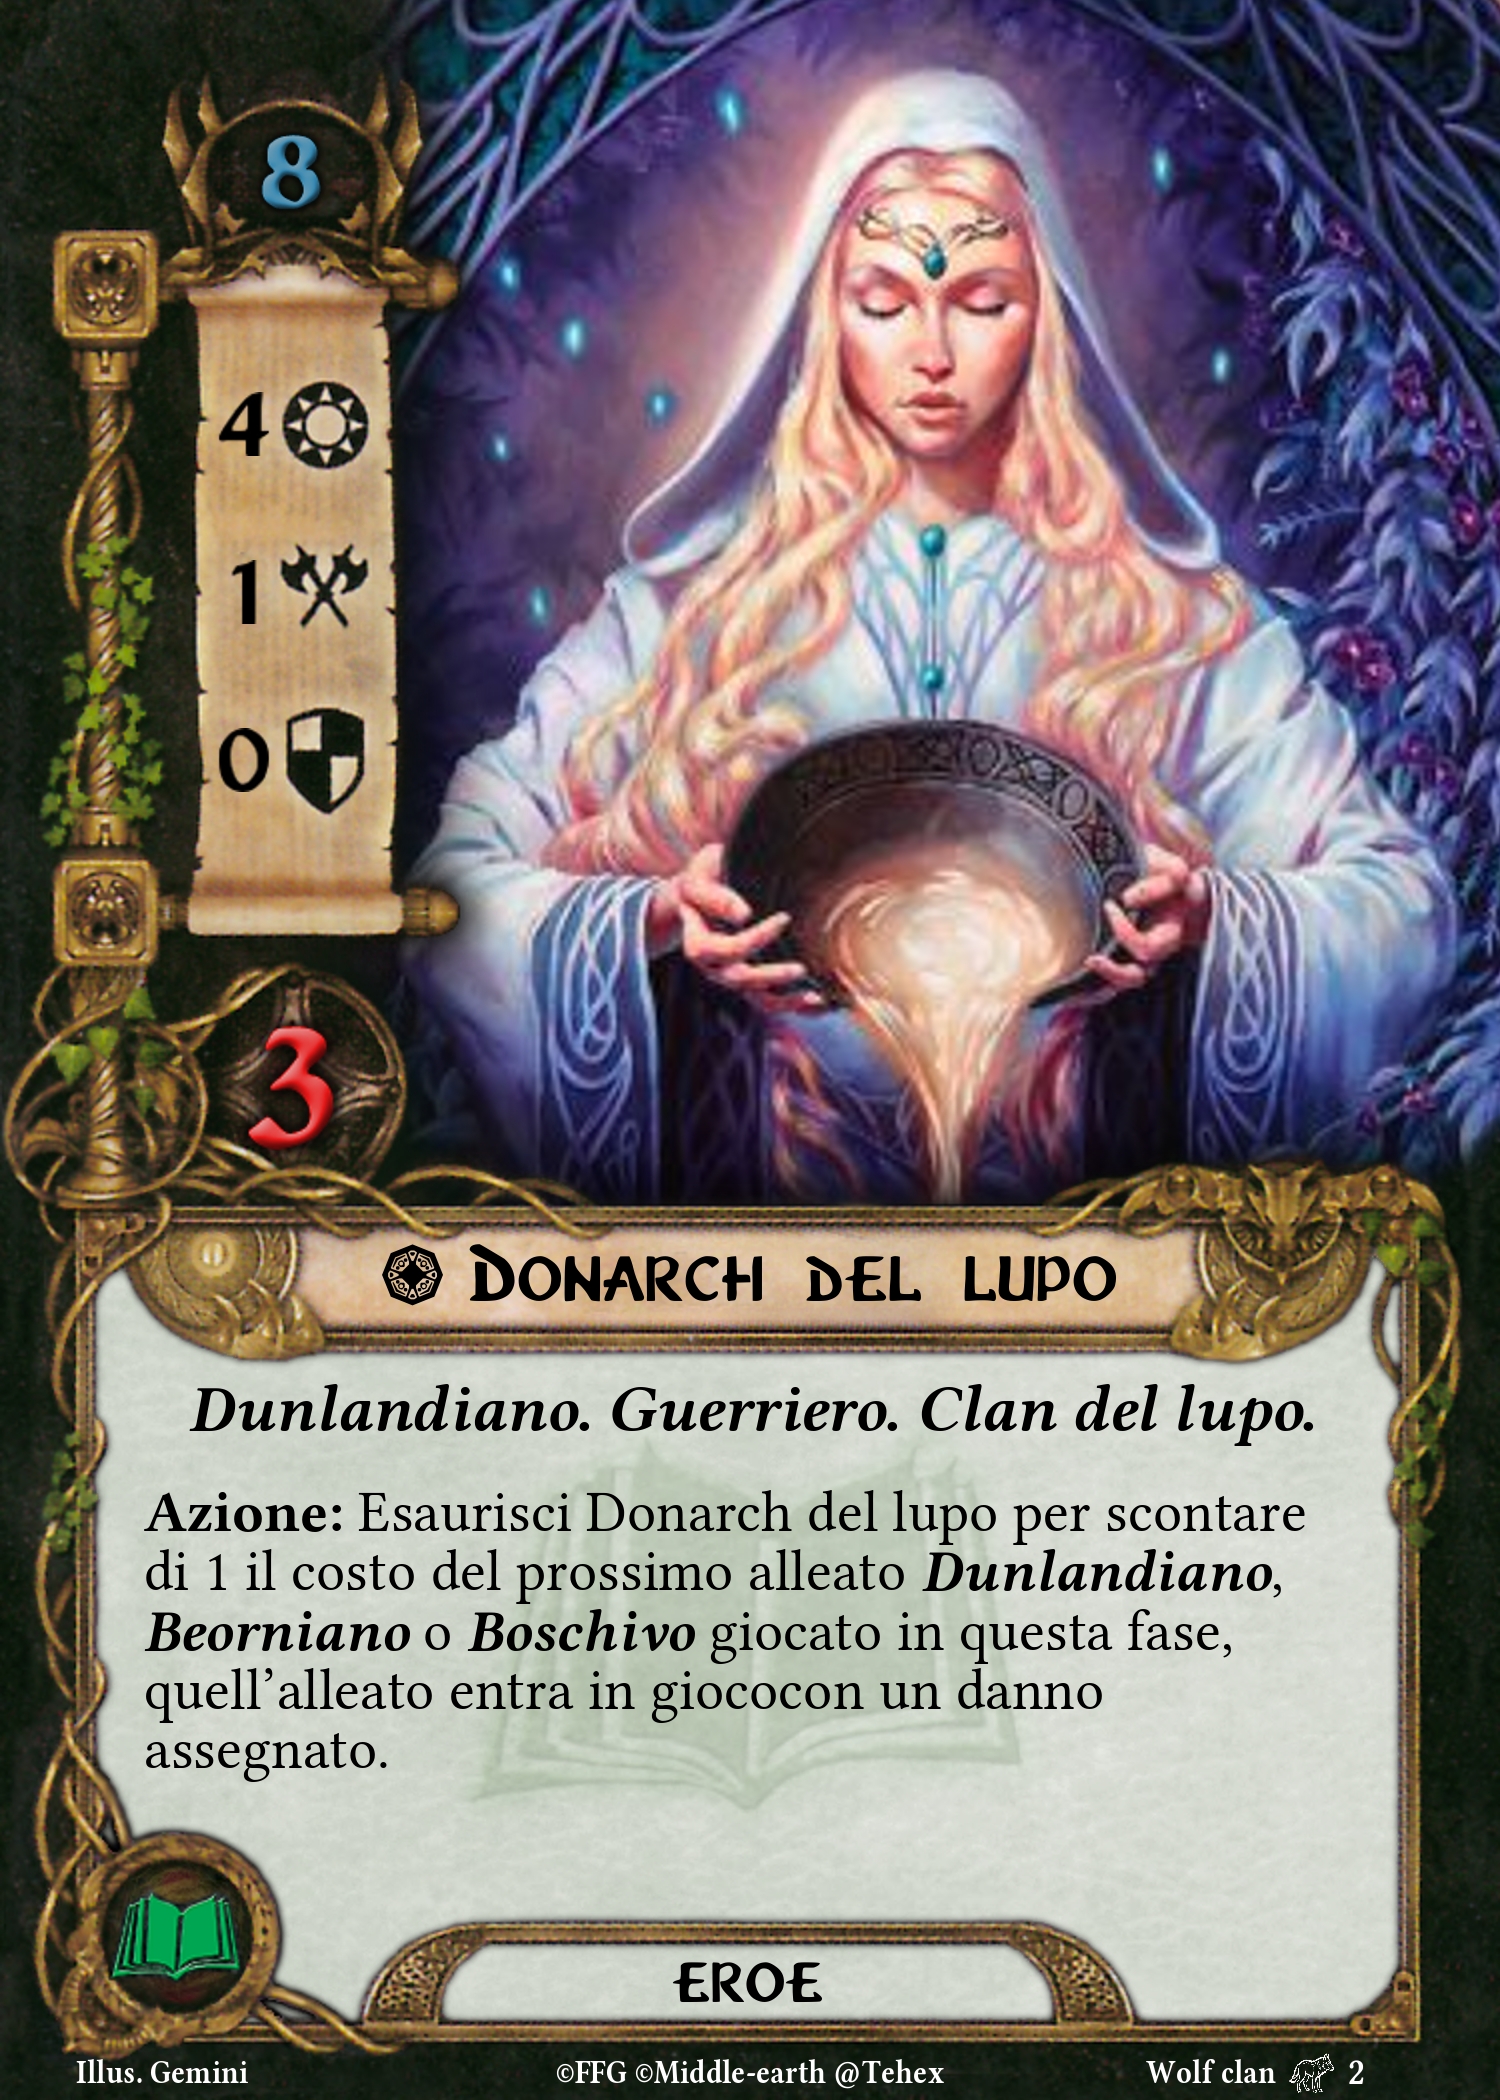 8
4
1
0
3
Donarch del lupo
Dunlandiano. Guerriero. Clan del lupo.
Azione: Esaurisci Donarch del lupo per scontare
di 1 il costo del prossimo alleato Dunlandiano,
Beorniano o Boschivo giocato in questa fase,
quell'alleato entra in giococon un danno
assegnato.
EROE
Illus. Gemini ©FFG ©Middle-earth @Tehex Wolf clan 2